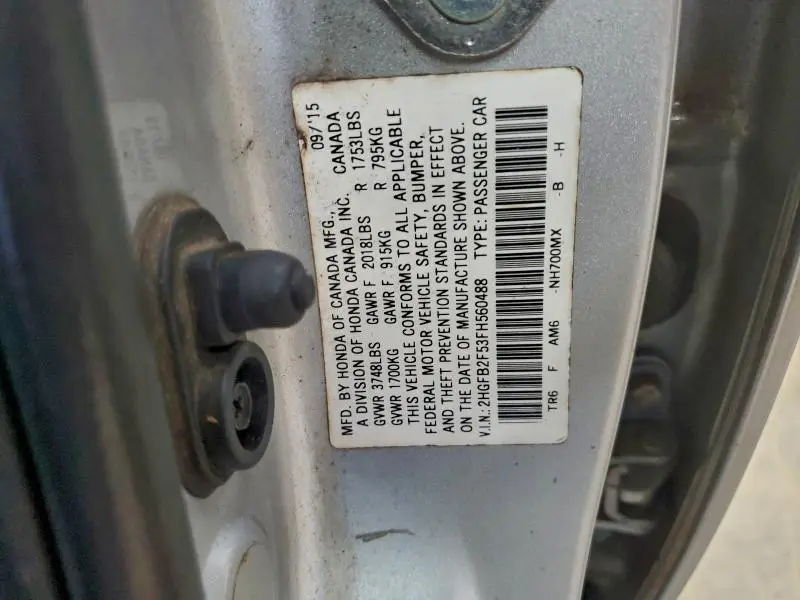 MFD. BY HONDA OF CANADA MFG., 09/'15
A DIVISION OF HONDA CANADA INC. CANADA
GVWR 3748LBS GAWR F 2018LBS R 1753LBS
GVWR 1700KG GAWR F 915KG R 795KG
THIS VEHICLE CONFORMS TO ALL APPLICABLE
FEDERAL MOTOR VEHICLE SAFETY, BUMPER,
AND THEFT PREVENTION STANDARDS IN EFFECT
ON THE DATE OF MANUFACTURE SHOWN ABOVE.
V.I.N.:2HGFB2F53FH560488 TYPE: PASSENGER CAR
TR6 F AM6 -NH700MX -B -H